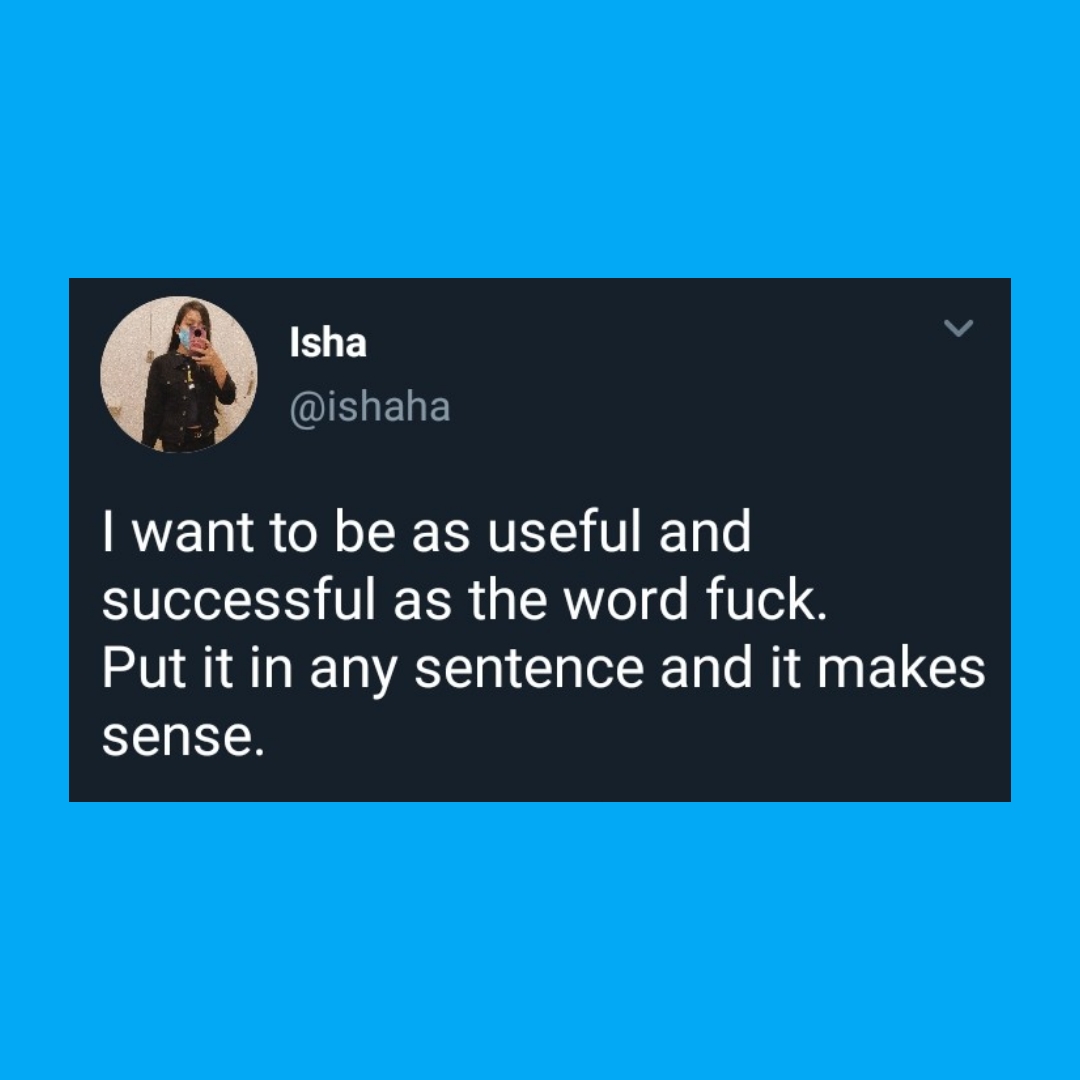 Isha
@ishaha
I want to be as useful and
successful as the word fuck.
Put it in any sentence and it makes
sense.